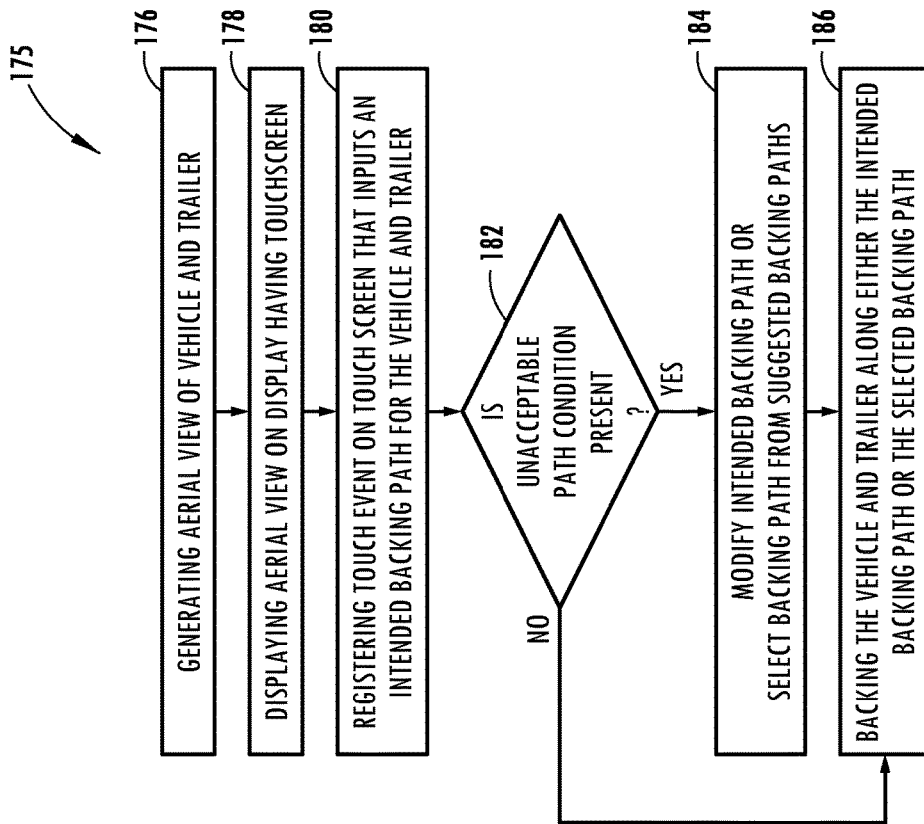 175
176
GENERATING AERIAL VIEW OF VEHICLE AND TRAILER
178
DISPLAYING AERIAL VIEW ON DISPLAY HAVING TOUCHSCREEN
180
REGISTERING TOUCH EVENT ON TOUCH SCREEN THAT INPUTS AN
INTENDED BACKING PATH FOR THE VEHICLE AND TRAILER
182
IS
UNACCEPTABLE
PATH CONDITION
PRESENT
?
NO
YES
184
MODIFY INTENDED BACKING PATH OR
SELECT BACKING PATH FROM SUGGESTED BACKING PATHS
186
BACKING THE VEHICLE AND TRAILER ALONG EITHER THE INTENDED
BACKING PATH OR THE SELECTED BACKING PATH